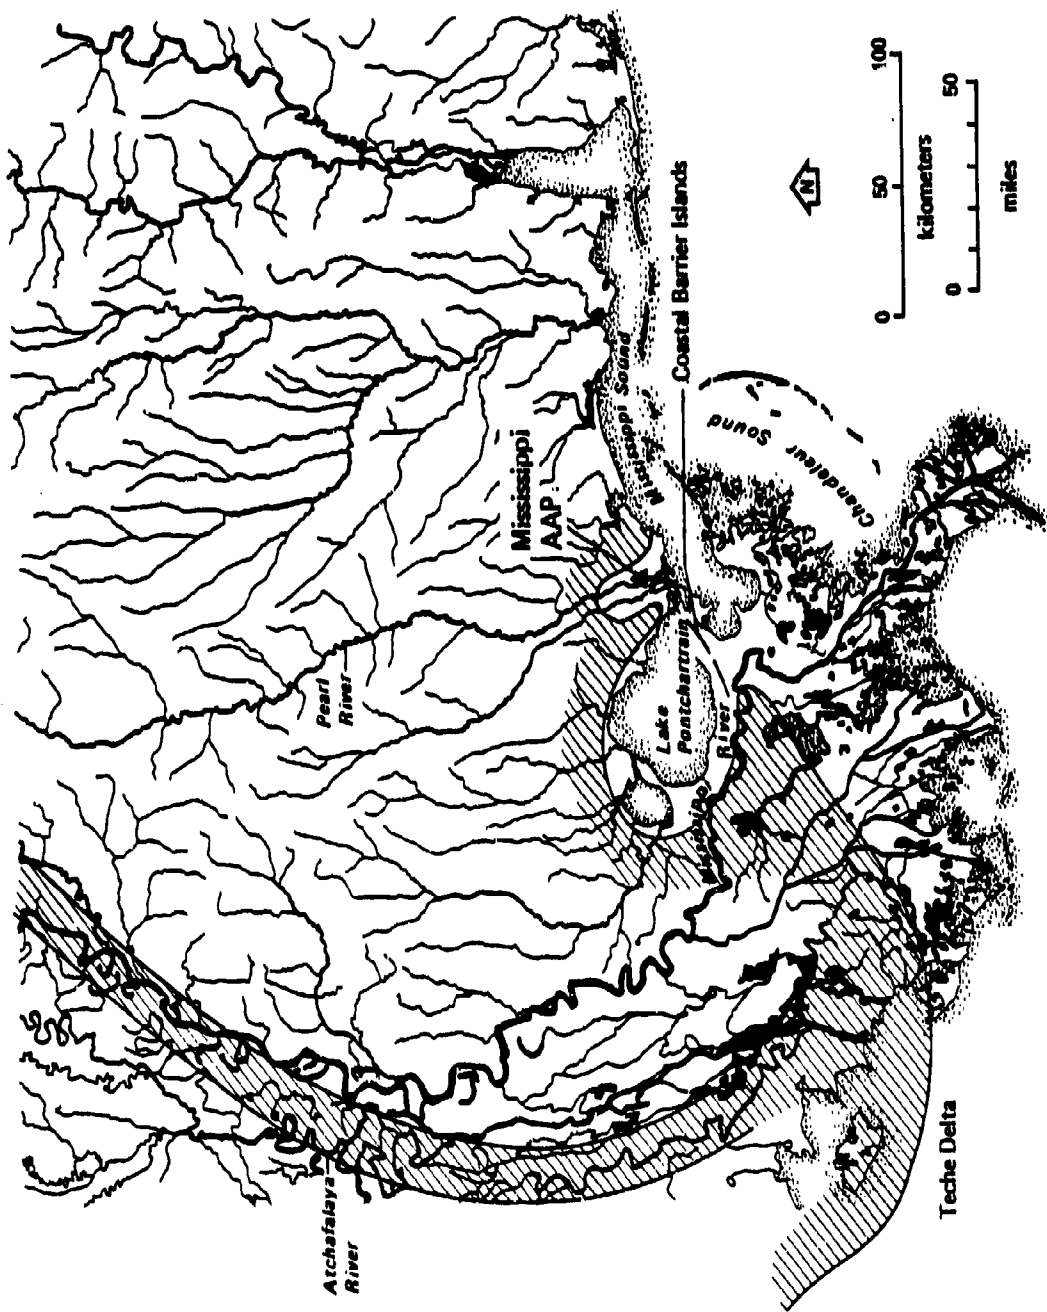 Atchafalaya
River
Pearl
River
Mississippi
AAP
Mississippi Sound
Coastal Barrier Islands
Chandeleur
Sound
Lake
Pontchartrain
Mississippi
River
Teche Delta
N
0 50 100
kilometers
0 50
miles